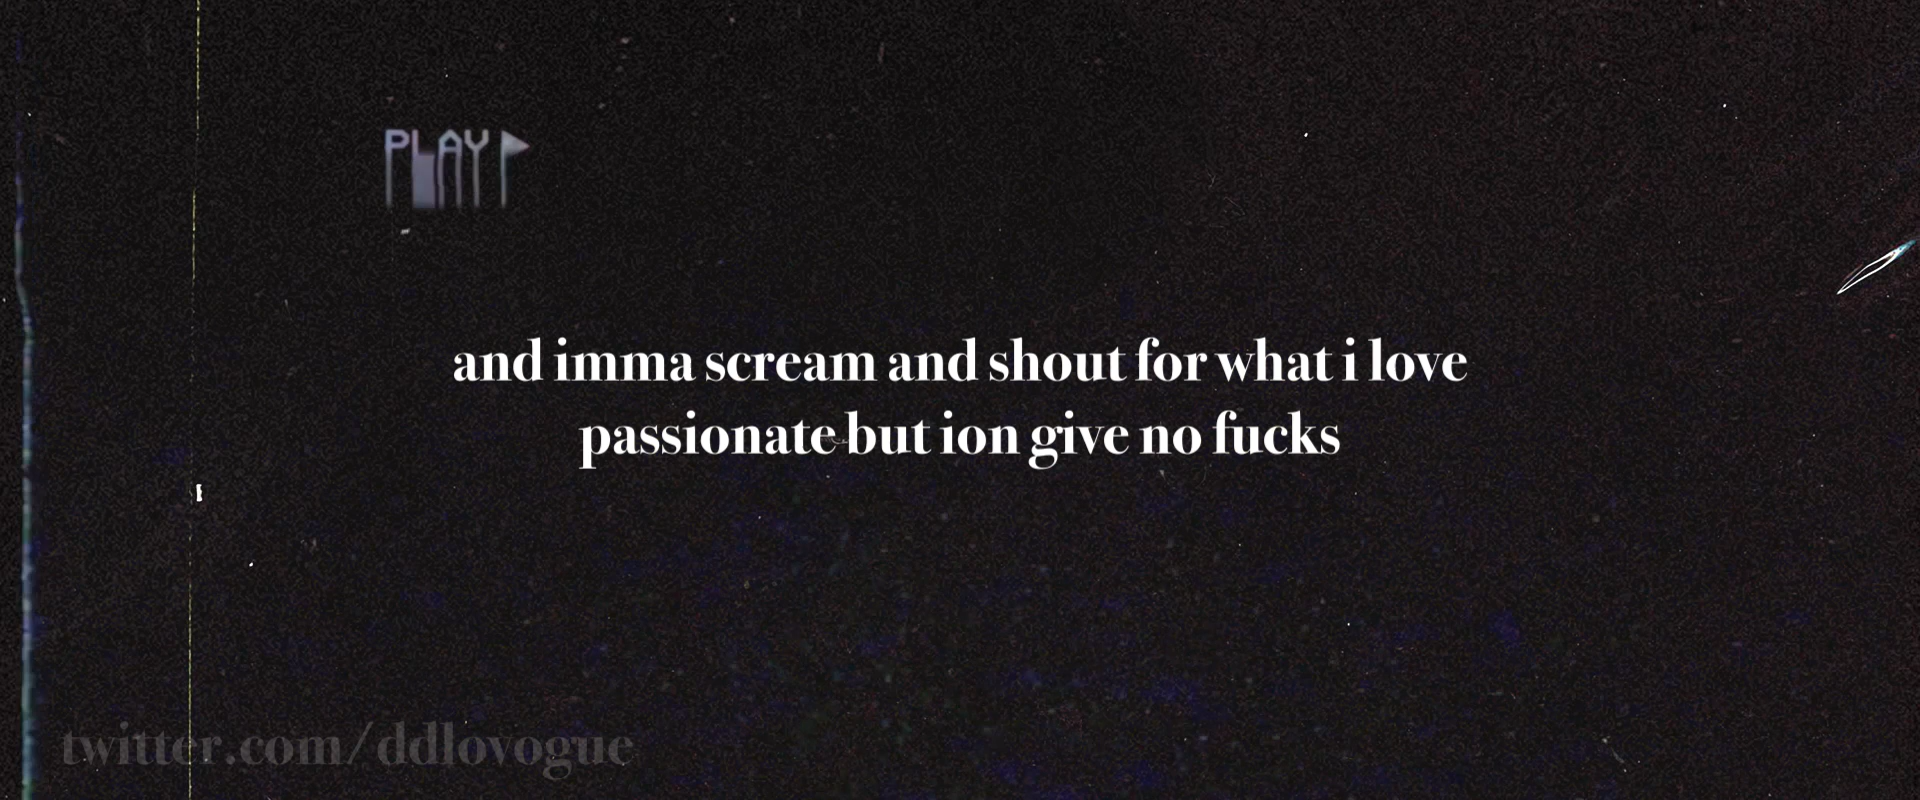 PLAY
and imma scream and shout for what i love
passionate but ion give no fucks
twitter.com/ddlovogue